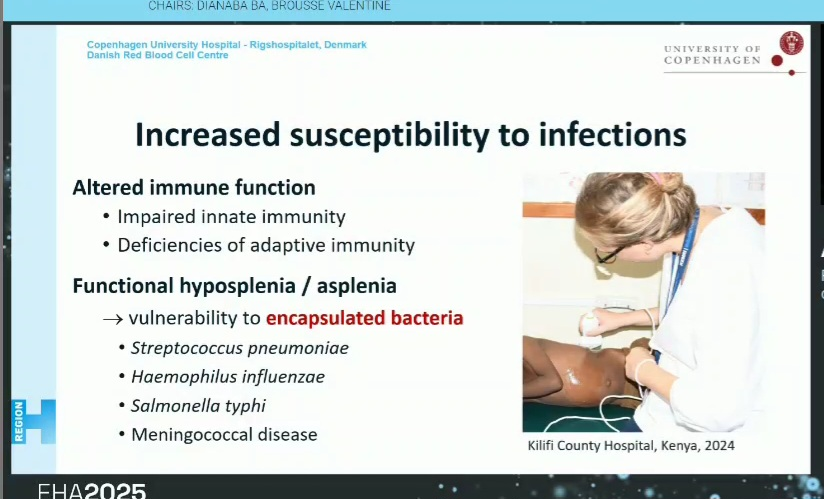 CHAIRS: DIANABA BA, BROUSSE VALENTINE
Copenhagen University Hospital - Rigshospitalet, Denmark
Danish Red Blood Cell Centre
UNIVERSITY OF
COPENHAGEN
Increased susceptibility to infections
Altered immune function
• Impaired innate immunity
• Deficiencies of adaptive immunity
Functional hyposplenia / asplenia
→ vulnerability to encapsulated bacteria
• Streptococcus pneumoniae
• Haemophilus influenzae
• Salmonella typhi
• Meningococcal disease
Kilifi County Hospital, Kenya, 2024
REGION
H
EHA2025